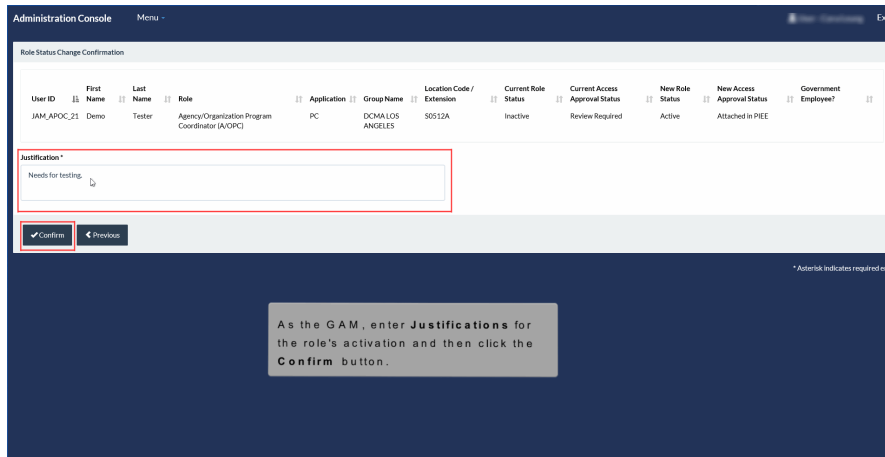 Administration Console Menu
Role Status Change Confirmation
User ID First Name Last Name Role Application Group Name Location Code / Extension Current Role Status Current Access Approval Status New Role Status New Access Approval Status Government Employee?
JAM_APOC_21 Demo Tester Agency/Organization Program Coordinator (A/OPC) PC DCMA LOS ANGELES S0512A Inactive Review Required Active Attached in PIEE
Justification *
Needs for testing.
Confirm Previous
* Asterisk indicates required
As the GAM, enter Justifications for
the role's activation and then click the
Confirm button.